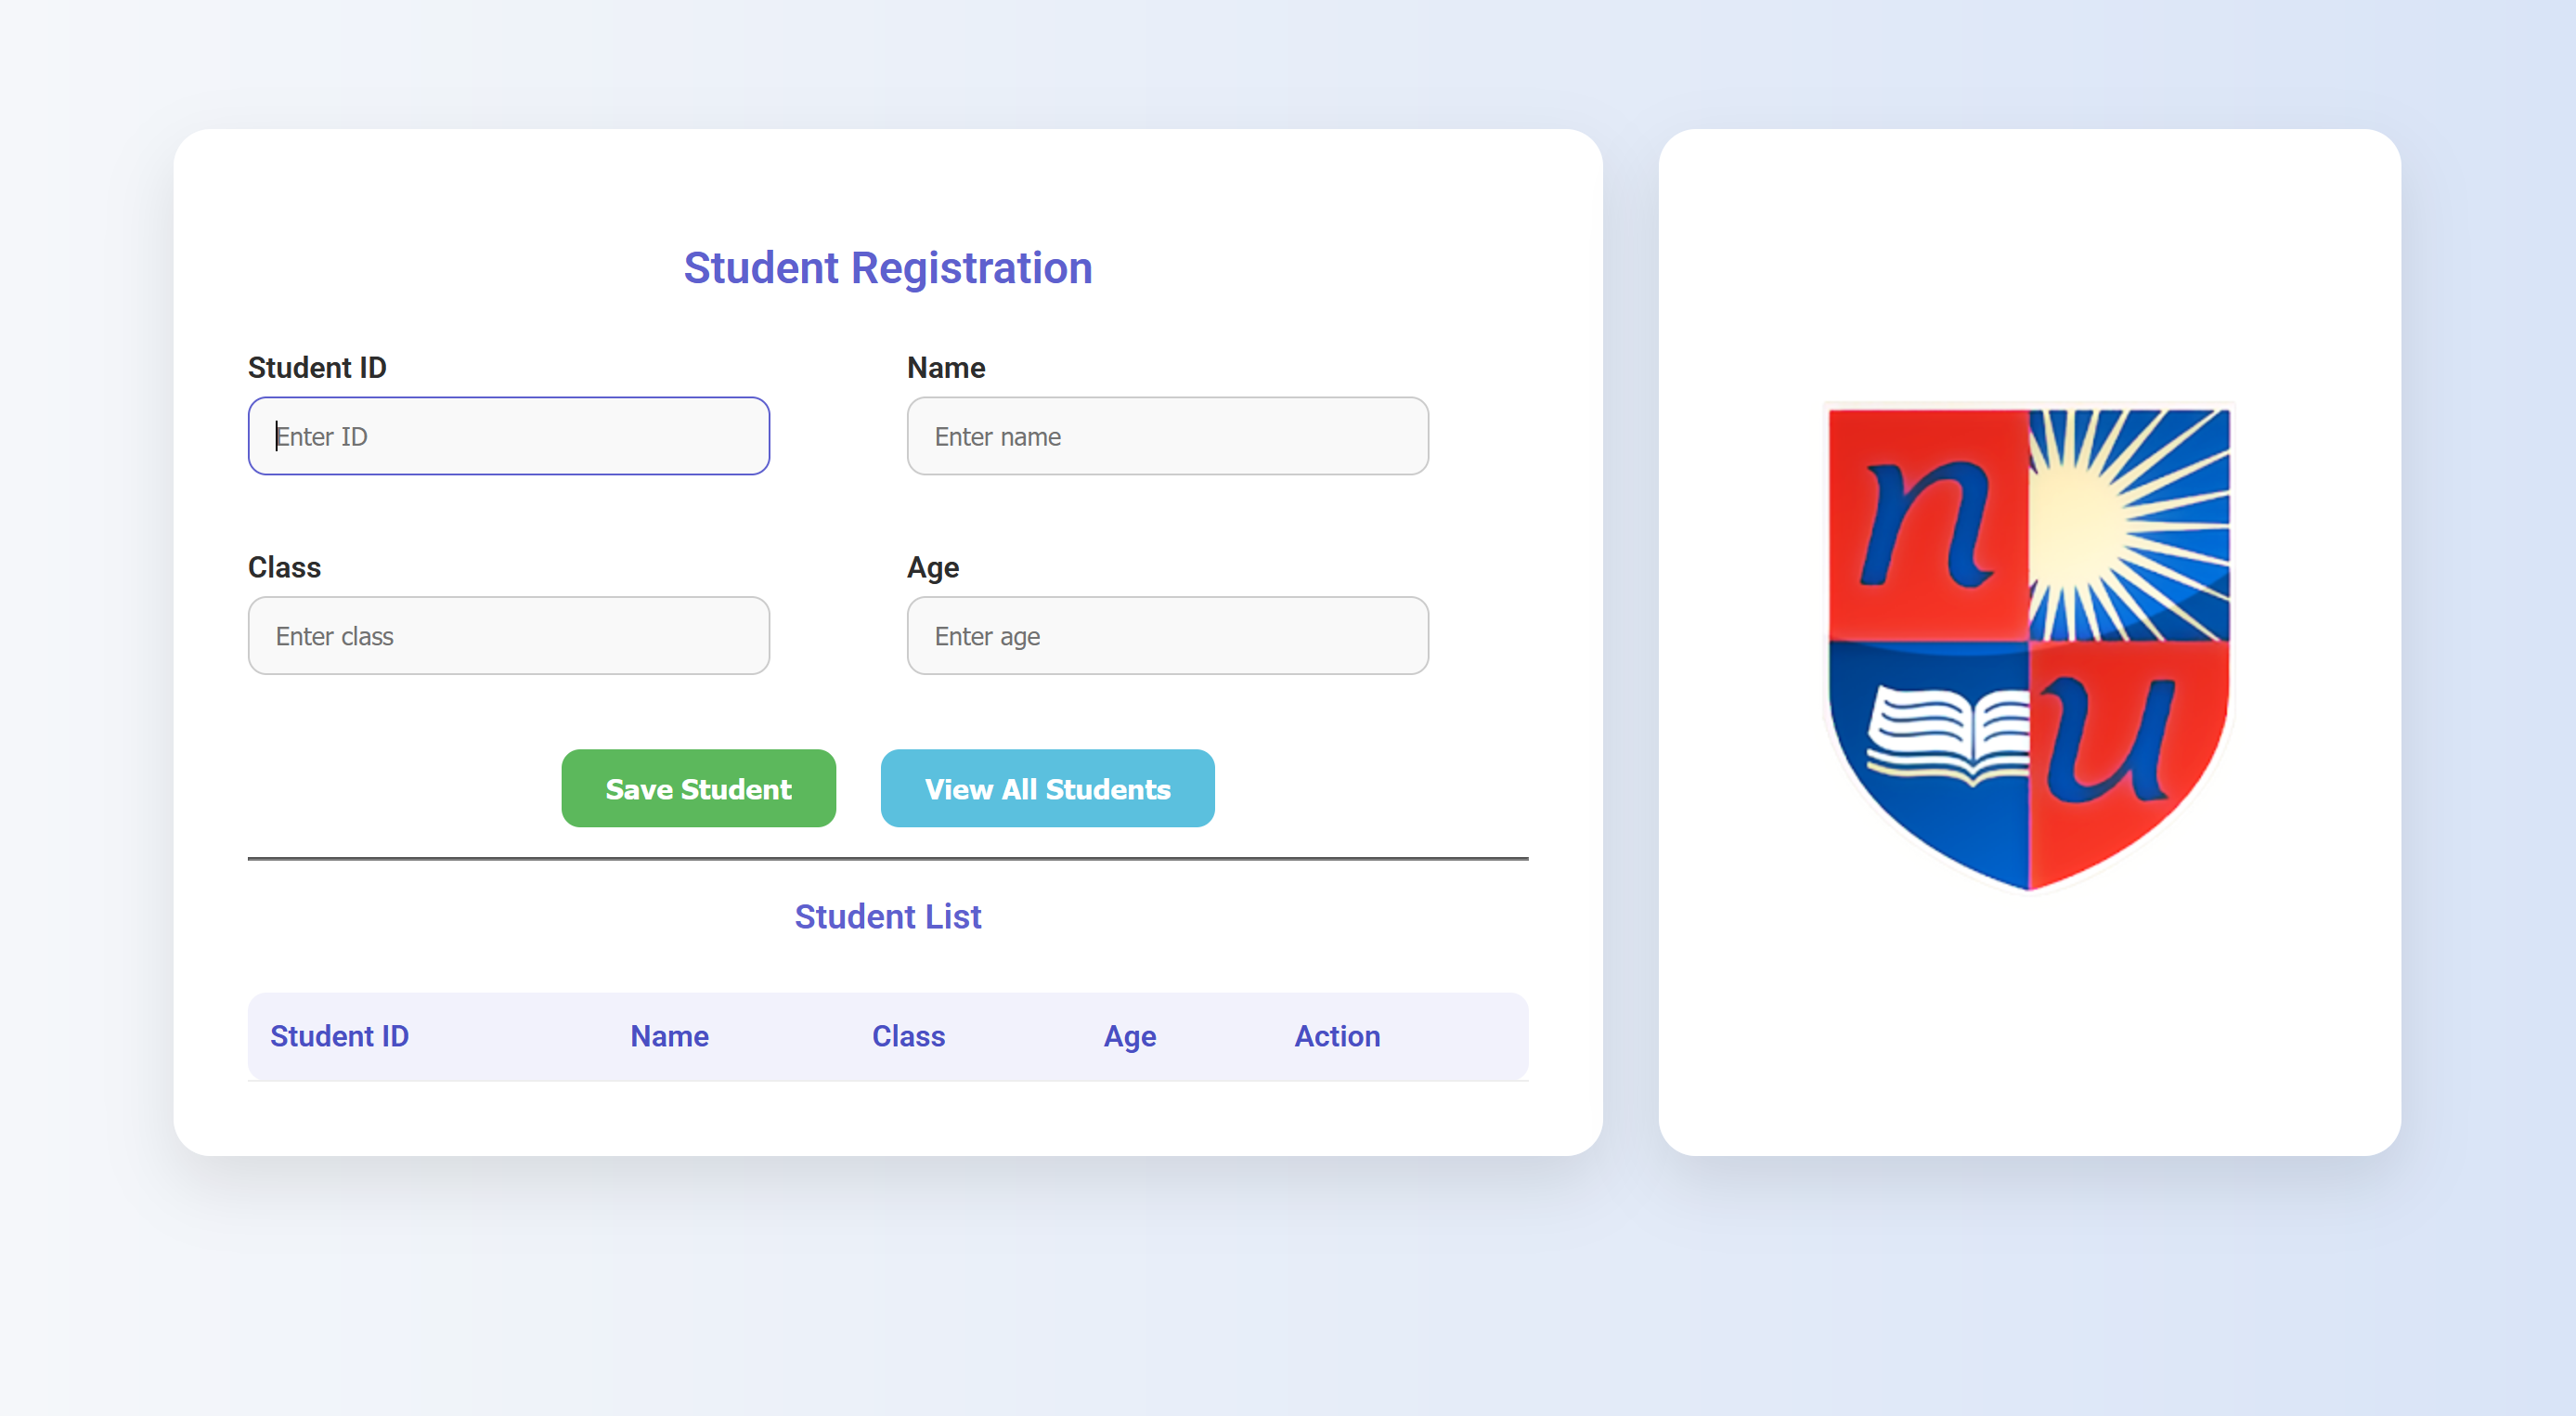 Student Registration
Student ID
Name
Enter ID
Enter name
Class
Age
Enter class
Enter age
Save Student
View All Students
Student List
Student ID Name Class Age Action
n
u